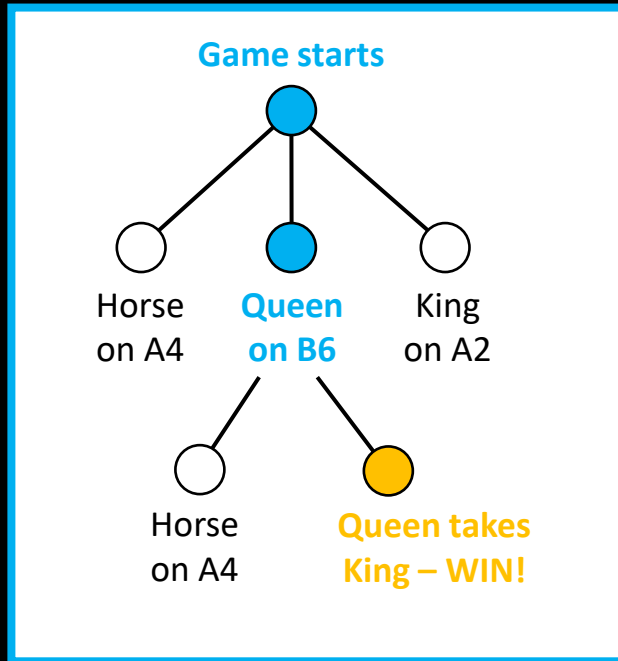 Game starts
Horse
on A4
Queen
on B6
King
on A2
Horse
on A4
Queen takes
King – WIN!